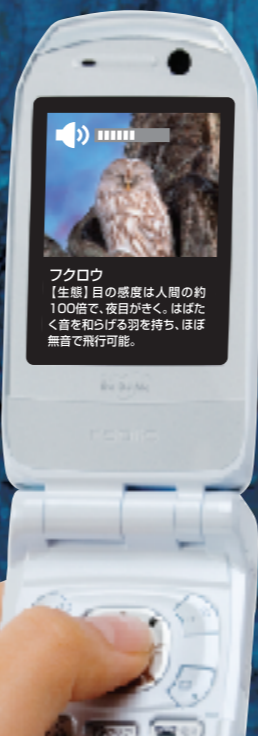 フクロウ
【生態】目の感度は人間の約
100倍で、夜目がきく。はばた
く音を和らげる羽を持ち、ほぼ
無音で飛行可能。